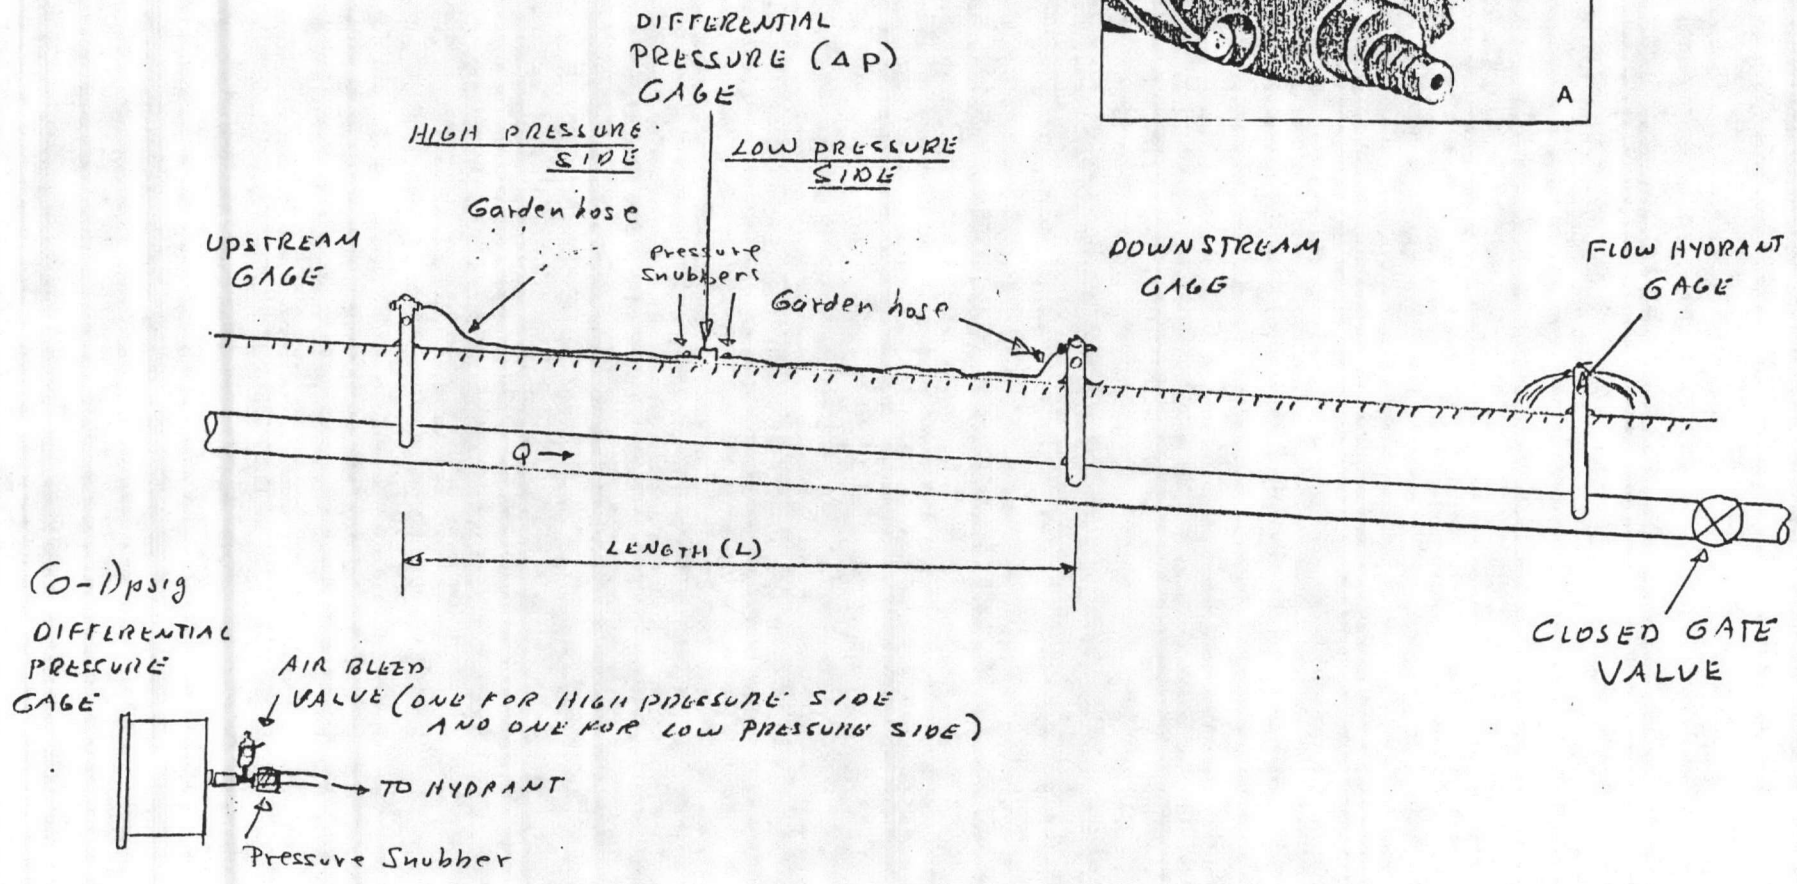 DIFFERENTIAL
PRESSURE (ΔP)
GAGE
A
HIGH PRESSURE
SIDE
LOW PRESSURE
SIDE
Garden hose
UPSTREAM
GAGE
Pressure
Snubbers
Garden hose
DOWNSTREAM
GAGE
FLOW HYDRANT
GAGE
Q
LENGTH (L)
CLOSED GATE
VALVE
(0-1)psig
DIFFERENTIAL
PRESSURE
GAGE
AIR BLEED
VALVE (ONE FOR HIGH PRESSURE SIDE
AND ONE FOR LOW PRESSURE SIDE)
TO HYDRANT
Pressure Snubber